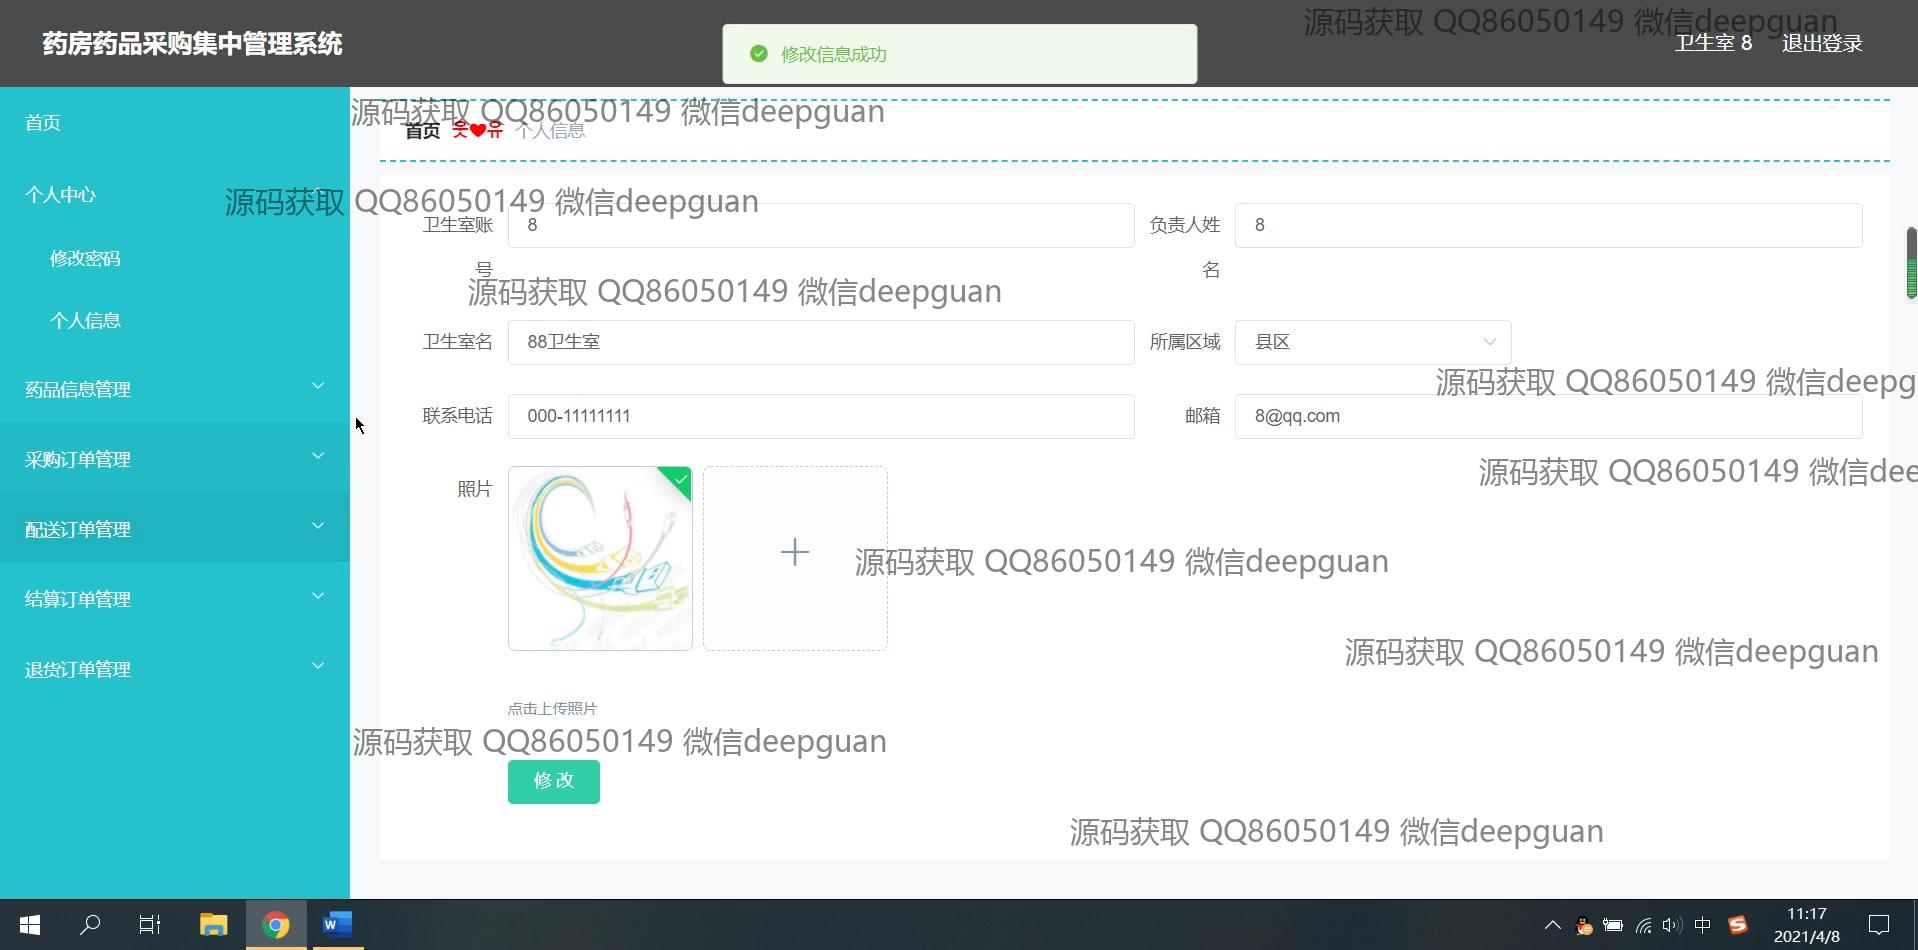 药房药品采购集中管理系统
修改信息成功
源码获取 QQ86050149 微信deepguan
卫生室 8 退出登录
首页
源码获取 QQ86050149 微信deepguan
首页 웃❤유 个人信息
个人中心
源码获取 QQ86050149 微信deepguan
卫生室账号 8
负责人姓名 8
修改密码
源码获取 QQ86050149 微信deepguan
个人信息
卫生室名 88卫生室
所属区域 县区
药品信息管理
源码获取 QQ86050149 微信deepg
联系电话 000-11111111
邮箱 8@qq.com
采购订单管理
源码获取 QQ86050149 微信dee
照片
配送订单管理
源码获取 QQ86050149 微信deepguan
结算订单管理
源码获取 QQ86050149 微信deepguan
退货订单管理
点击上传照片
源码获取 QQ86050149 微信deepguan
修改
源码获取 QQ86050149 微信deepguan
W
中
S
11:17
2021/4/8